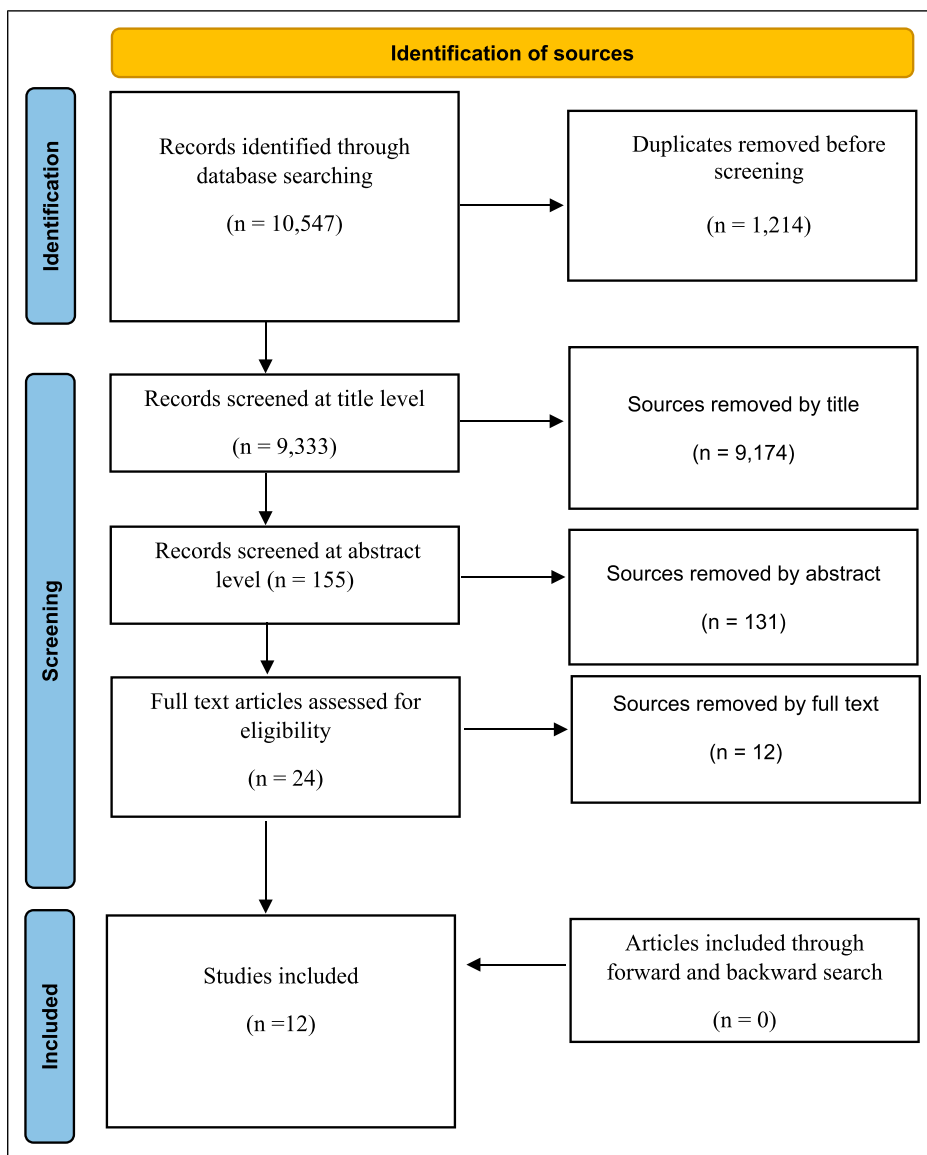 Identification of sources
Identification
Records identified through
database searching
(n = 10,547)
Duplicates removed before
screening
(n = 1,214)
Screening
Records screened at title level
(n = 9,333)
Sources removed by title
(n = 9,174)
Records screened at abstract
level (n = 155)
Sources removed by abstract
(n = 131)
Full text articles assessed for
eligibility
(n = 24)
Sources removed by full text
(n = 12)
Included
Studies included
(n =12)
Articles included through
forward and backward search
(n = 0)